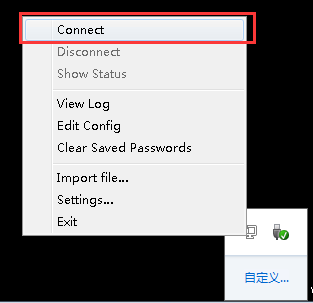 Connect
Disconnect
Show Status
View Log
Edit Config
Clear Saved Passwords
Import file...
Settings...
Exit
自定义...